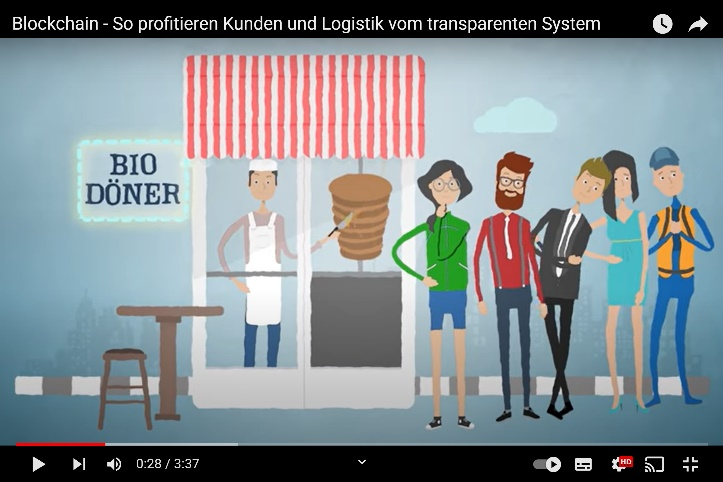 Blockchain - So profitieren Kunden und Logistik vom transparenten System
BIO
DÖNER
0:28 / 3:37
HD